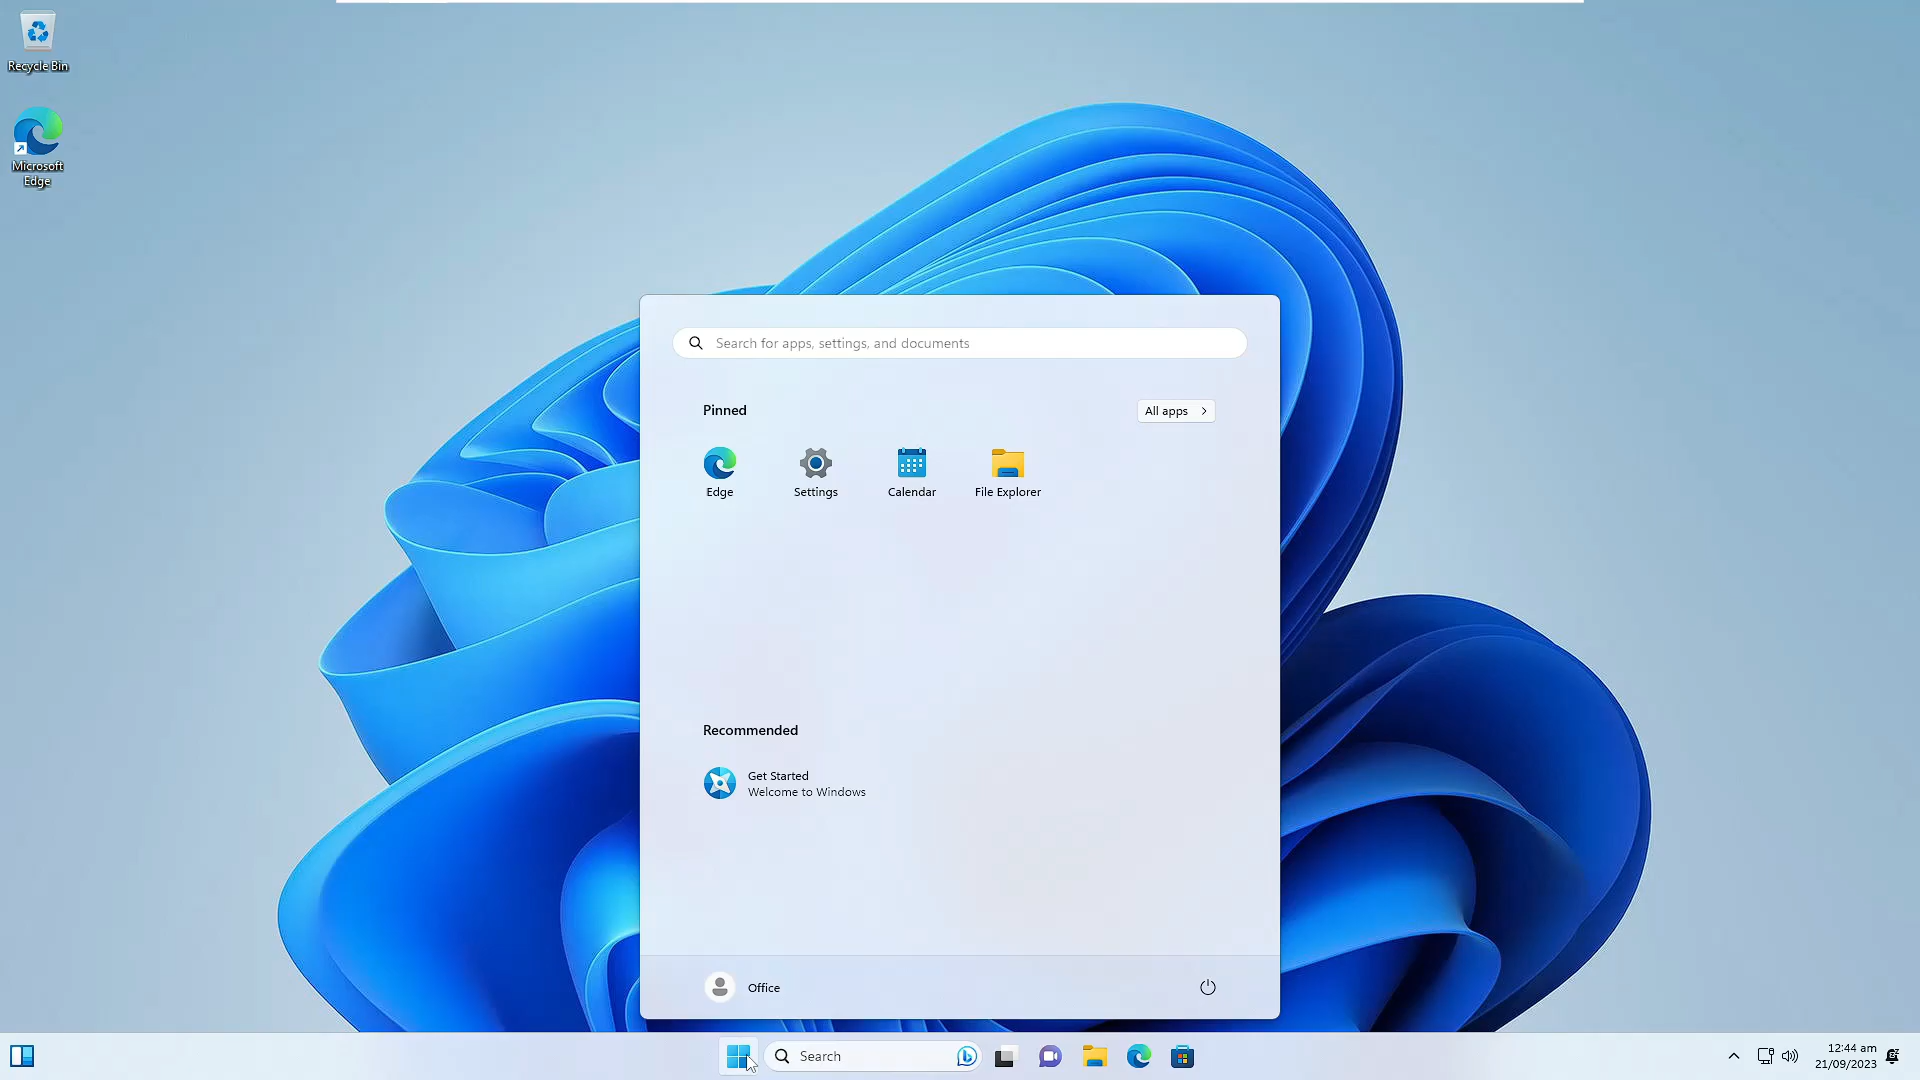 Recycle Bin
Microsoft
Edge
Search for apps, settings, and documents
Pinned
All apps
Edge
Settings
Calendar
File Explorer
Recommended
Get Started
Welcome to Windows
Office
Search
12:44 am
21/09/2023